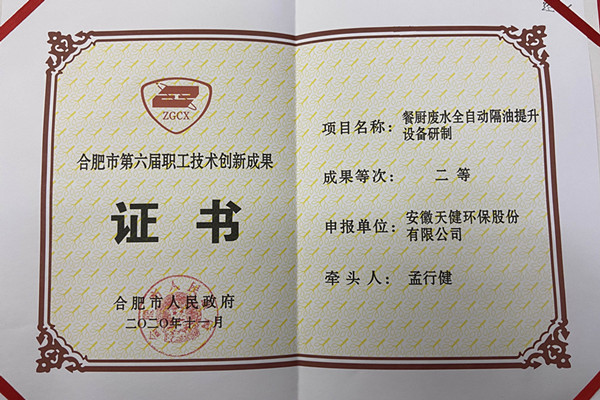 ZGCX
合肥市第六届职工技术创新成果
证书
合肥市人民政府
二〇二〇年十一月
项目名称：餐厨废水全自动隔油提升
设备研制
成果等次：二等
申报单位：安徽天健环保股份
有限公司
牵头人：孟行健